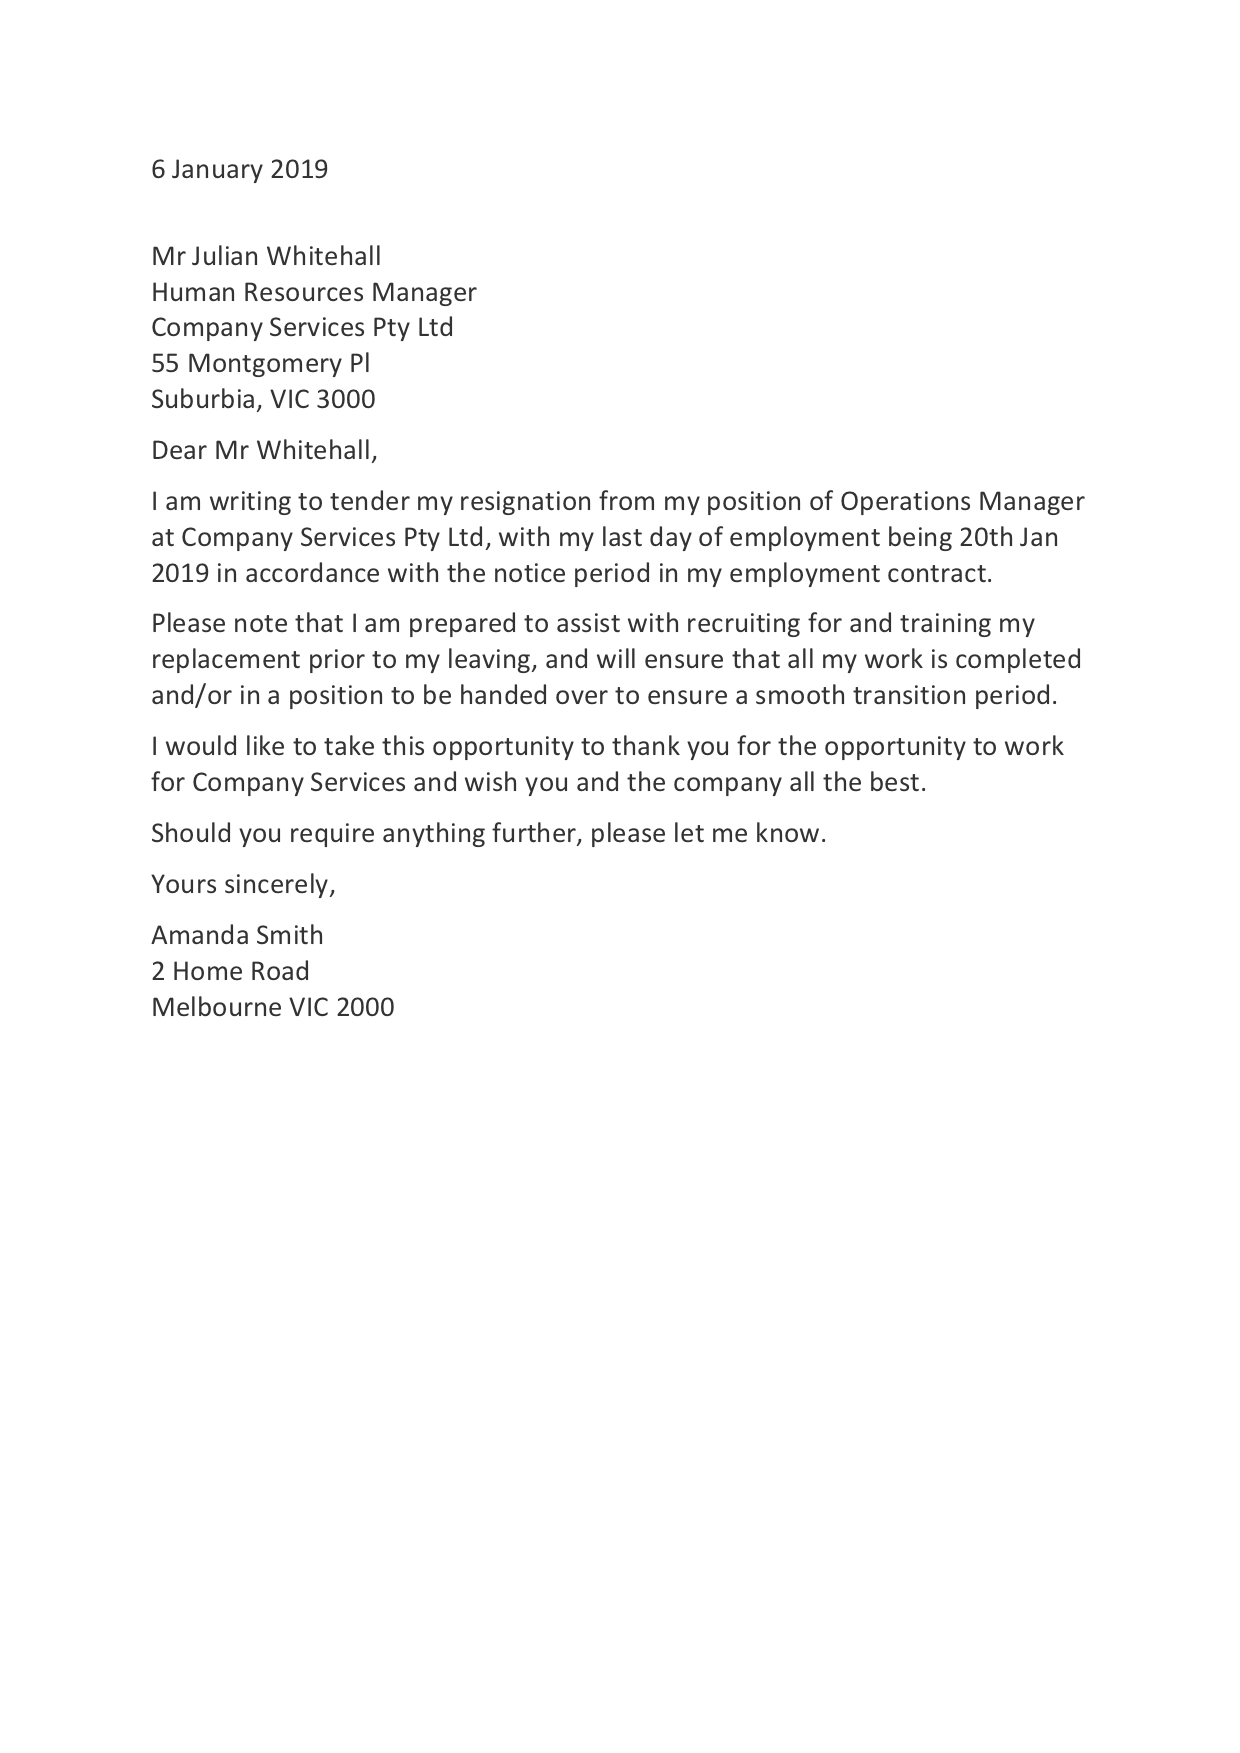 6 January 2019
Mr Julian Whitehall
Human Resources Manager
Company Services Pty Ltd
55 Montgomery Pl
Suburbia, VIC 3000
Dear Mr Whitehall,
I am writing to tender my resignation from my position of Operations Manager
at Company Services Pty Ltd, with my last day of employment being 20th Jan
2019 in accordance with the notice period in my employment contract.
Please note that I am prepared to assist with recruiting for and training my
replacement prior to my leaving, and will ensure that all my work is completed
and/or in a position to be handed over to ensure a smooth transition period.
I would like to take this opportunity to thank you for the opportunity to work
for Company Services and wish you and the company all the best.
Should you require anything further, please let me know.
Yours sincerely,
Amanda Smith
2 Home Road
Melbourne VIC 2000